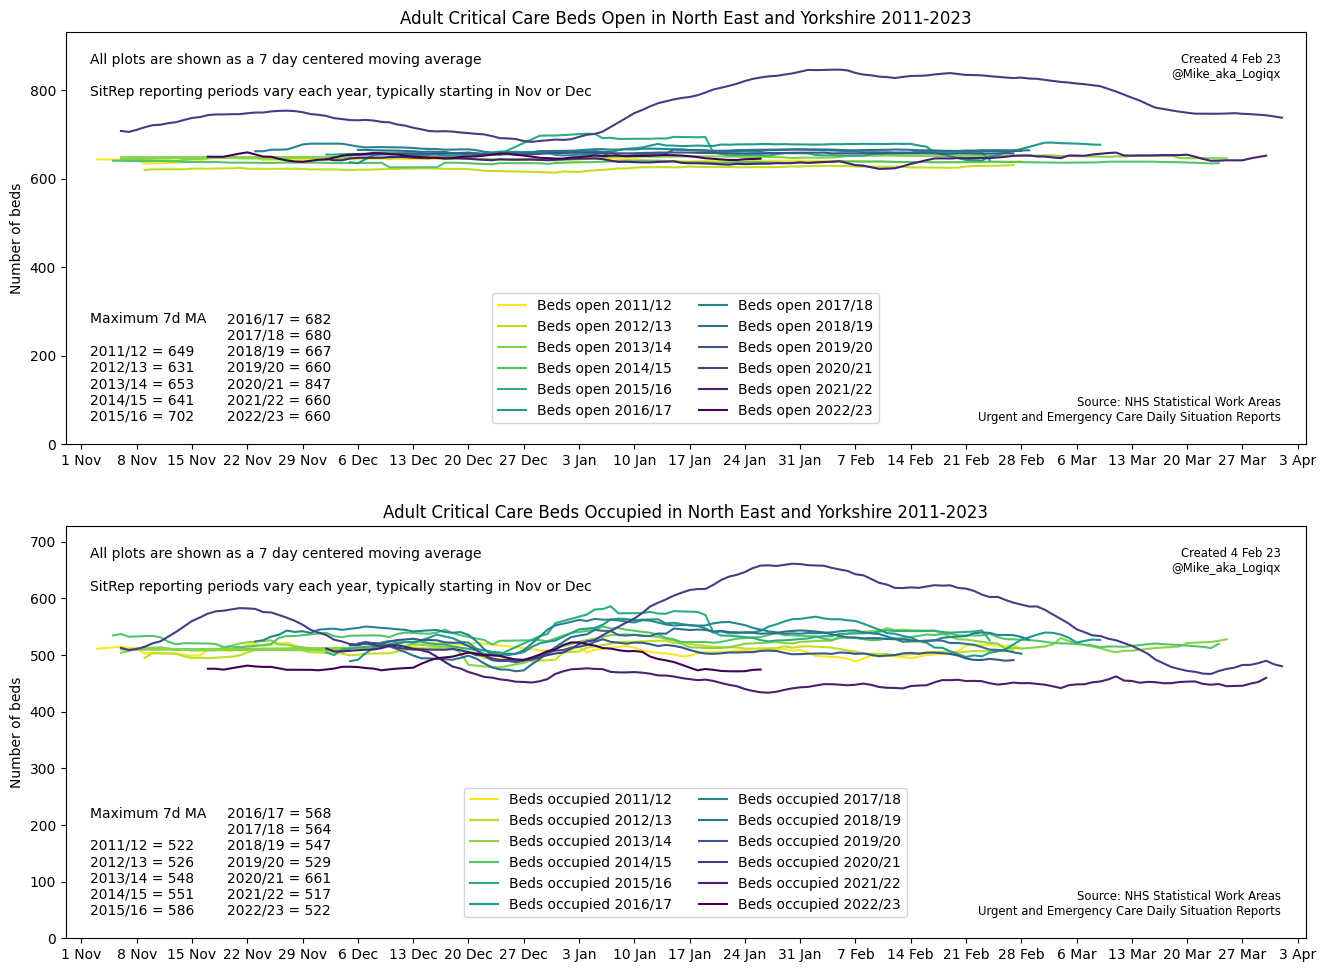 Adult Critical Care Beds Open in North East and Yorkshire 2011-2023
All plots are shown as a 7 day centered moving average
Created 4 Feb 23
@Mike_aka_Logiqx
SitRep reporting periods vary each year, typically starting in Nov or Dec
800
600
400
200
0
Number of beds
Maximum 7d MA
2011/12 = 649
2012/13 = 631
2013/14 = 653
2014/15 = 641
2015/16 = 702
2016/17 = 682
2017/18 = 680
2018/19 = 667
2019/20 = 660
2020/21 = 847
2021/22 = 660
2022/23 = 660
Beds open 2011/12
Beds open 2012/13
Beds open 2013/14
Beds open 2014/15
Beds open 2015/16
Beds open 2016/17
Beds open 2017/18
Beds open 2018/19
Beds open 2019/20
Beds open 2020/21
Beds open 2021/22
Beds open 2022/23
Source: NHS Statistical Work Areas
Urgent and Emergency Care Daily Situation Reports
1 Nov 8 Nov 15 Nov 22 Nov 29 Nov 6 Dec 13 Dec 20 Dec 27 Dec 3 Jan 10 Jan 17 Jan 24 Jan 31 Jan 7 Feb 14 Feb 21 Feb 28 Feb 6 Mar 13 Mar 20 Mar 27 Mar 3 Apr
Adult Critical Care Beds Occupied in North East and Yorkshire 2011-2023
All plots are shown as a 7 day centered moving average
Created 4 Feb 23
@Mike_aka_Logiqx
SitRep reporting periods vary each year, typically starting in Nov or Dec
700
600
500
400
300
200
100
0
Number of beds
Maximum 7d MA
2011/12 = 522
2012/13 = 526
2013/14 = 548
2014/15 = 551
2015/16 = 586
2016/17 = 568
2017/18 = 564
2018/19 = 547
2019/20 = 529
2020/21 = 661
2021/22 = 517
2022/23 = 522
Beds occupied 2011/12
Beds occupied 2012/13
Beds occupied 2013/14
Beds occupied 2014/15
Beds occupied 2015/16
Beds occupied 2016/17
Beds occupied 2017/18
Beds occupied 2018/19
Beds occupied 2019/20
Beds occupied 2020/21
Beds occupied 2021/22
Beds occupied 2022/23
Source: NHS Statistical Work Areas
Urgent and Emergency Care Daily Situation Reports
1 Nov 8 Nov 15 Nov 22 Nov 29 Nov 6 Dec 13 Dec 20 Dec 27 Dec 3 Jan 10 Jan 17 Jan 24 Jan 31 Jan 7 Feb 14 Feb 21 Feb 28 Feb 6 Mar 13 Mar 20 Mar 27 Mar 3 Apr